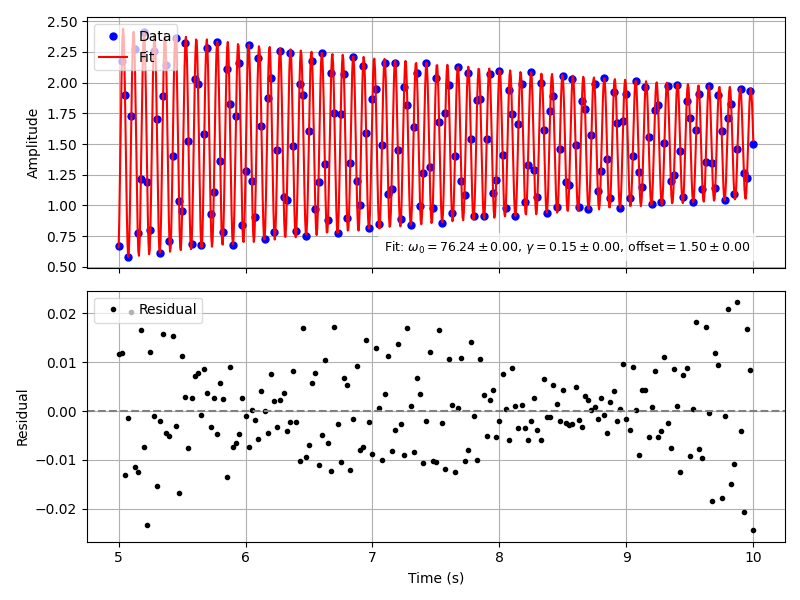 2.50
2.25
2.00
1.75
1.50
1.25
1.00
0.75
0.50
Amplitude
Data
Fit
Fit: ω₀ = 76.24 ± 0.00, γ = 0.15 ± 0.00, offset = 1.50 ± 0.00
0.02
0.01
0.00
−0.01
−0.02
Residual
Residual
5 6 7 8 9 10
Time (s)